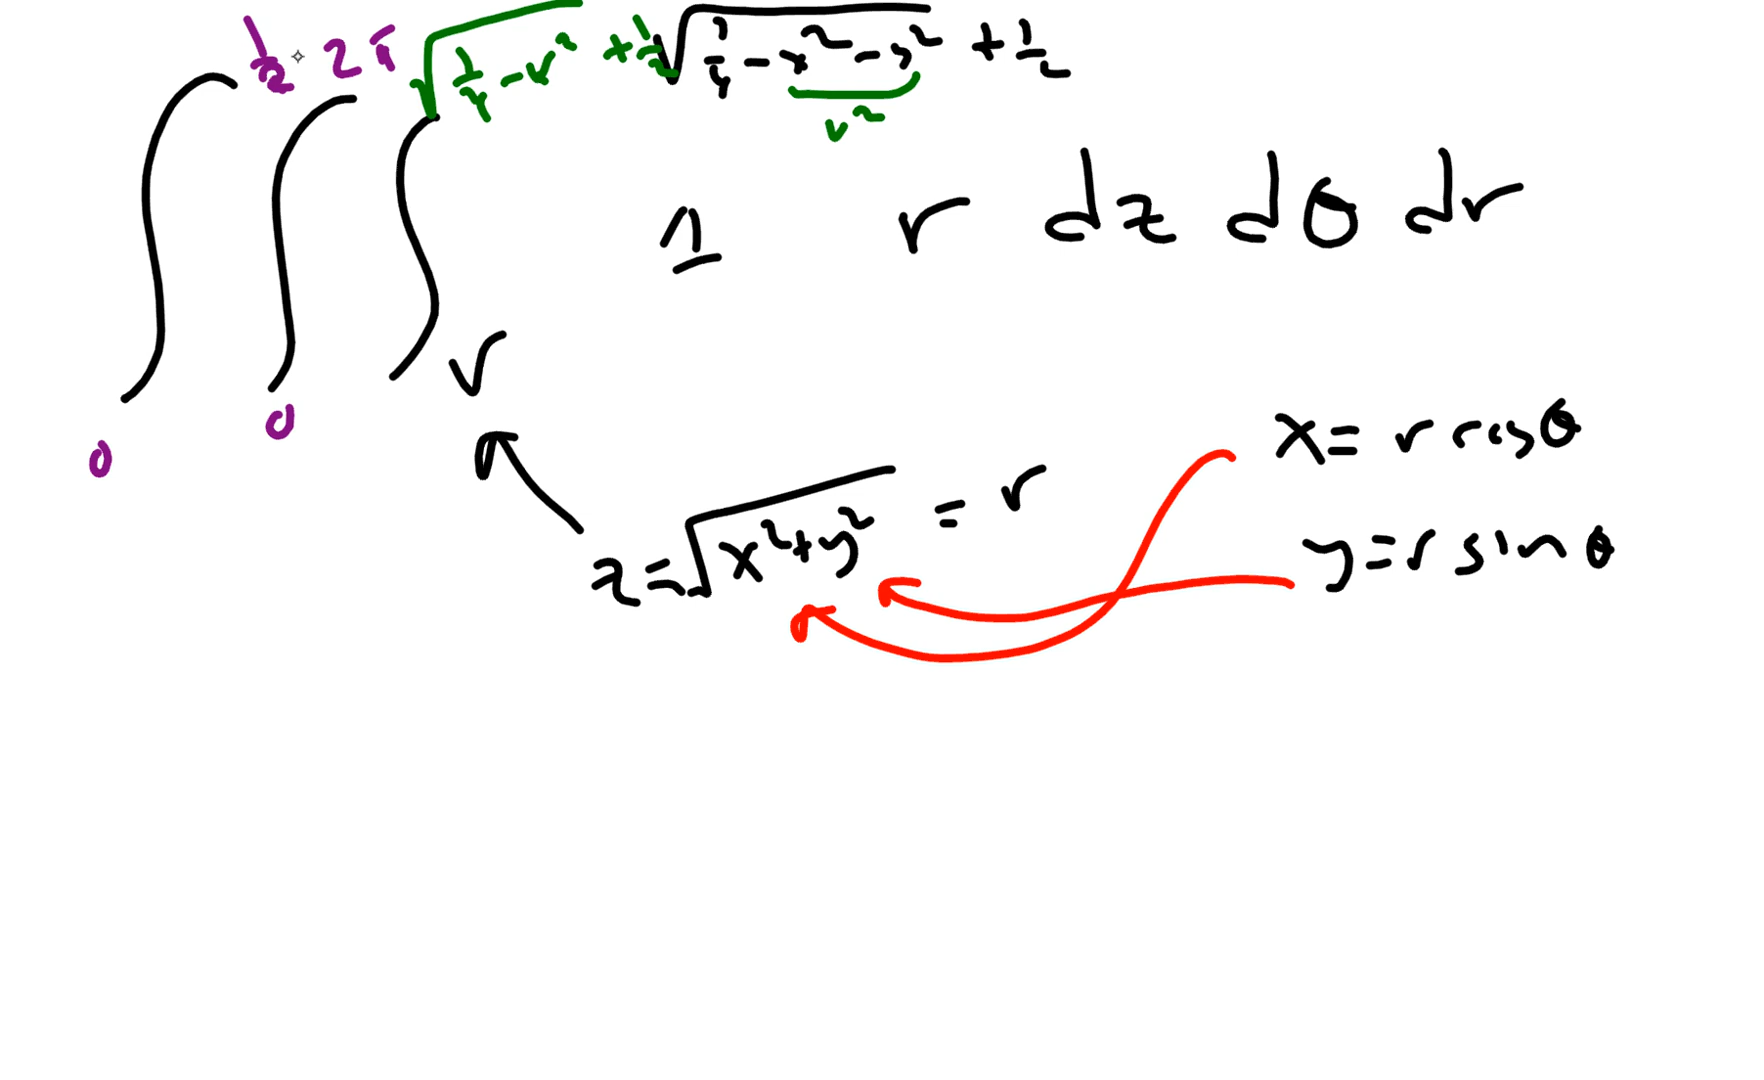 ∫₀^{1/2} ∫₀^{2π} ∫ᵣ^{√(1/4 - r²) + 1/2} 1 r dz dθ dr
√(1/4 - x² - y²) + 1/2
r²
x = r cos θ
z = √(x² + y²) = r
y = r sin θ